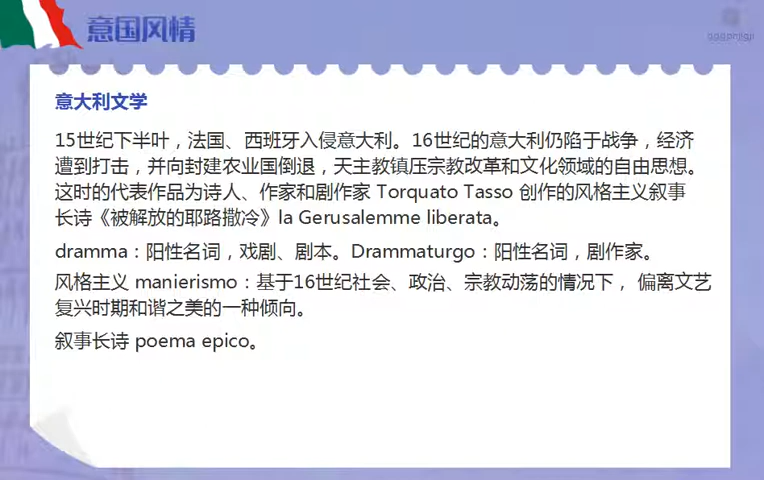 意国风情
意大利文学
15世纪下半叶，法国、西班牙入侵意大利。16世纪的意大利仍陷于战争，经济
遭到打击，并向封建农业国倒退，天主教镇压宗教改革和文化领域的自由思想。
这时的代表作品为诗人、作家和剧作家 Torquato Tasso 创作的风格主义叙事
长诗《被解放的耶路撒冷》la Gerusalemme liberata。
dramma：阳性名词，戏剧、剧本。Drammaturgo：阳性名词，剧作家。
风格主义 manierismo：基于16世纪社会、政治、宗教动荡的情况下， 偏离文艺
复兴时期和谐之美的一种倾向。
叙事长诗 poema epico。